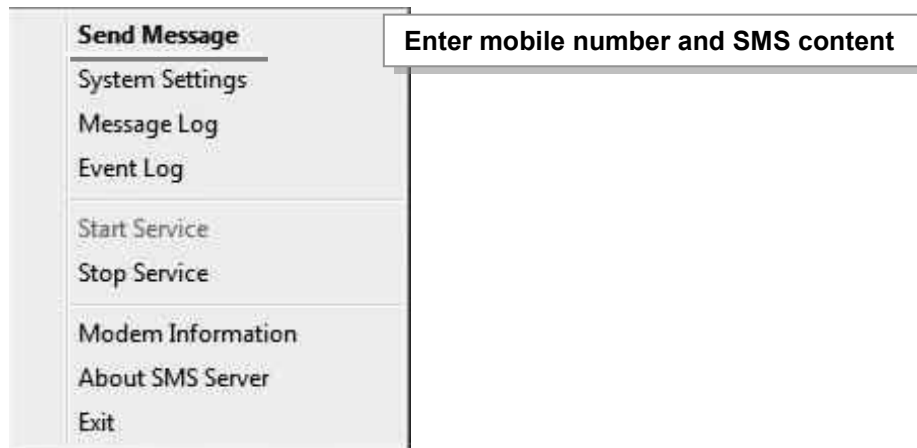 Send Message
Enter mobile number and SMS content
System Settings
Message Log
Event Log
Start Service
Stop Service
Modem Information
About SMS Server
Exit